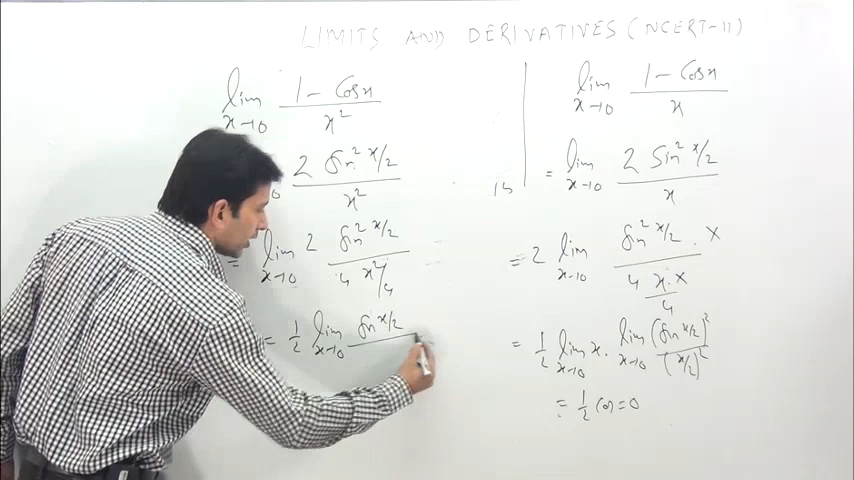 LIMITS AND DERIVATIVES (NCERT-11)
lim x→0 (1 - Cosx)/x²
0 (2 Sin² x/2)/x²
= lim x→0 2 (Sin² x/2)/(4 x²/4)
= 1/2 lim x→0 (Sin x/2)/
lim x→0 (1 - Cosx)/x
= lim x→0 (2 Sin² x/2)/x
= 2 lim x→0 (Sin² x/2 . x)/(4 (x.x)/4)
= 1/2 lim x→0 x . lim x→0 (Sin x/2)²/(x/2)²
= 1/2 (0) = 0